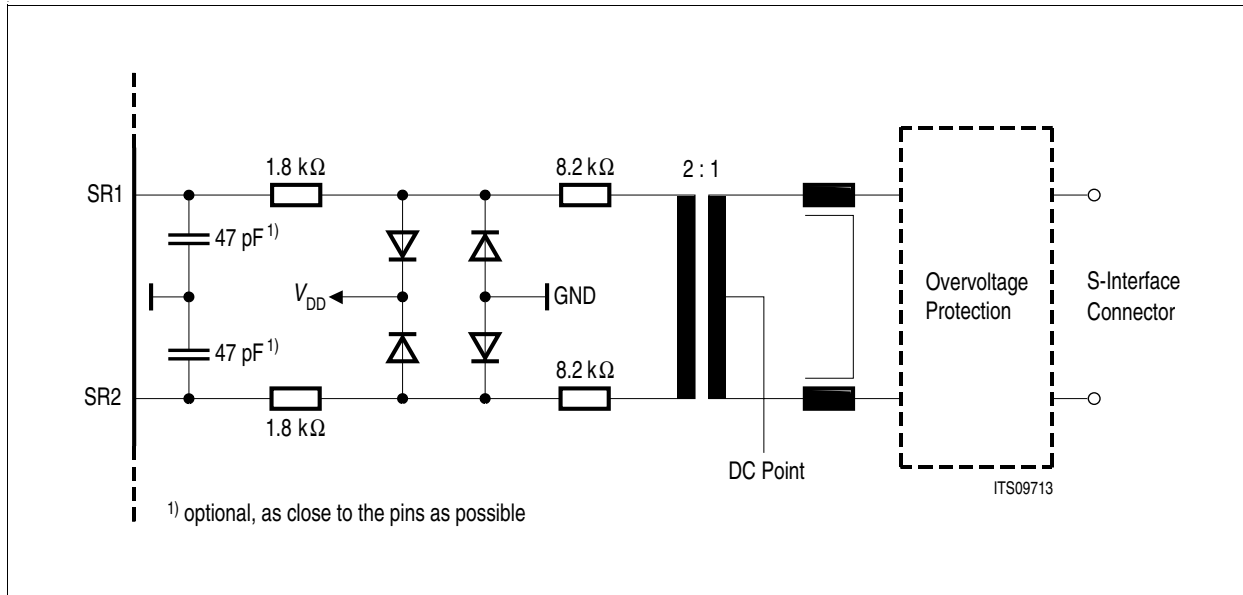 1.8 kΩ
8.2 kΩ
2 : 1
SR1
47 pF 1)
VDD
GND
Overvoltage
Protection
S-Interface
Connector
47 pF 1)
8.2 kΩ
SR2
1.8 kΩ
DC Point
ITS09713
1) optional, as close to the pins as possible